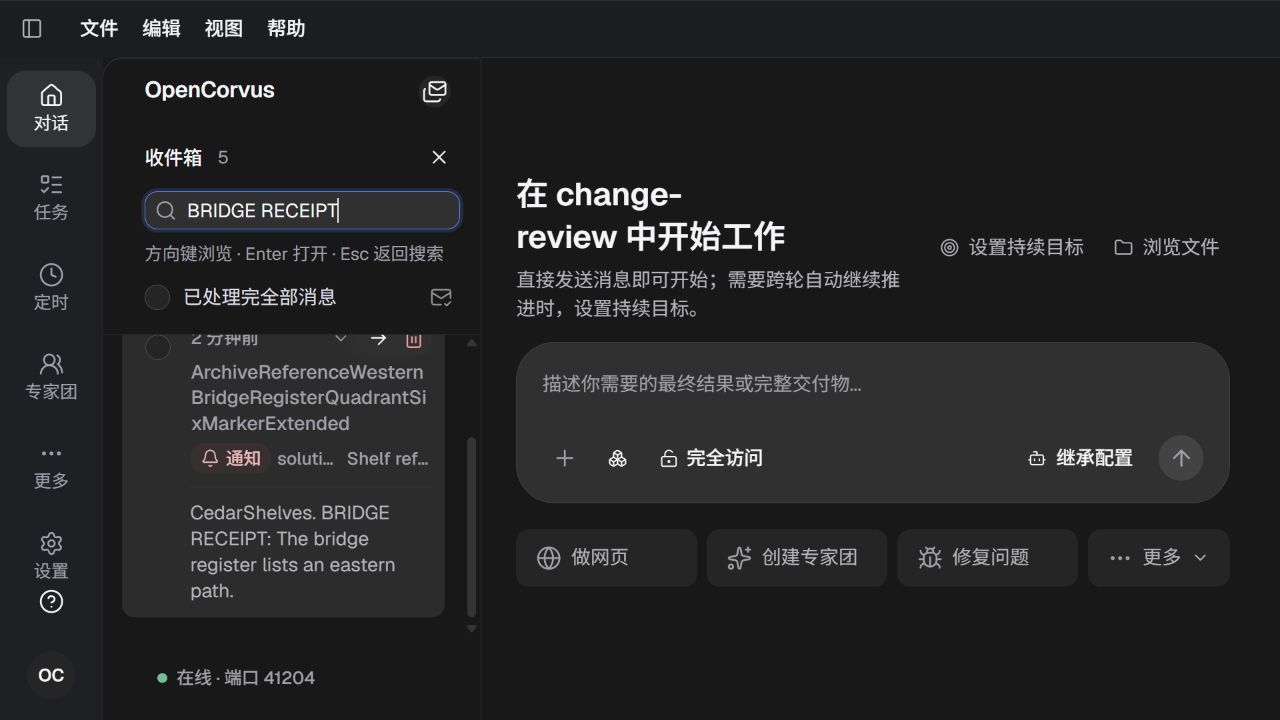 文件 编辑 视图 帮助
对话
任务
定时
专家团
更多
设置
OC
OpenCorvus
收件箱 5
BRIDGE RECEIPT
方向键浏览 · Enter 打开 · Esc 返回搜索
已处理完全部消息
2 分钟前
ArchiveReferenceWestern
BridgeRegisterQuadrantSi
xMarkerExtended
通知 soluti... Shelf ref...
CedarShelves. BRIDGE
RECEIPT: The bridge
register lists an eastern
path.
在线 · 端口 41204
在 change-
review 中开始工作
直接发送消息即可开始；需要跨轮自动继续推
进时，设置持续目标。
设置持续目标 浏览文件
描述你需要的最终结果或完整交付物...
完全访问 继承配置
做网页 创建专家团 修复问题 更多